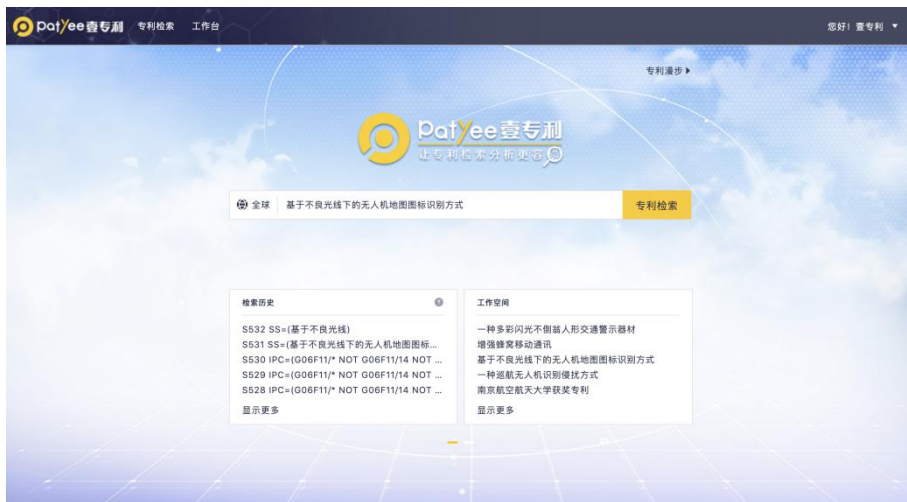 Patyee壹专利 专利检索 工作台 您好！壹专利
专利漫步
Patyee壹专利
让专利检索分析更容易
全球 基于不良光线下的无人机地图图标识别方式 专利检索
检索历史
S532 SS=(基于不良光线)
S531 SS=(基于不良光线下的无人机地图图标...
S530 IPC=(G06F11/* NOT G06F11/14 NOT ...
S529 IPC=(G06F11/* NOT G06F11/14 NOT ...
S528 IPC=(G06F11/* NOT G06F11/14 NOT ...
显示更多
工作空间
一种多彩闪光不倒翁人形交通警示器材
增强蜂窝移动通讯
基于不良光线下的无人机地图图标识别方式
一种巡航无人机识别侵扰方式
南京航空航天大学获奖专利
显示更多